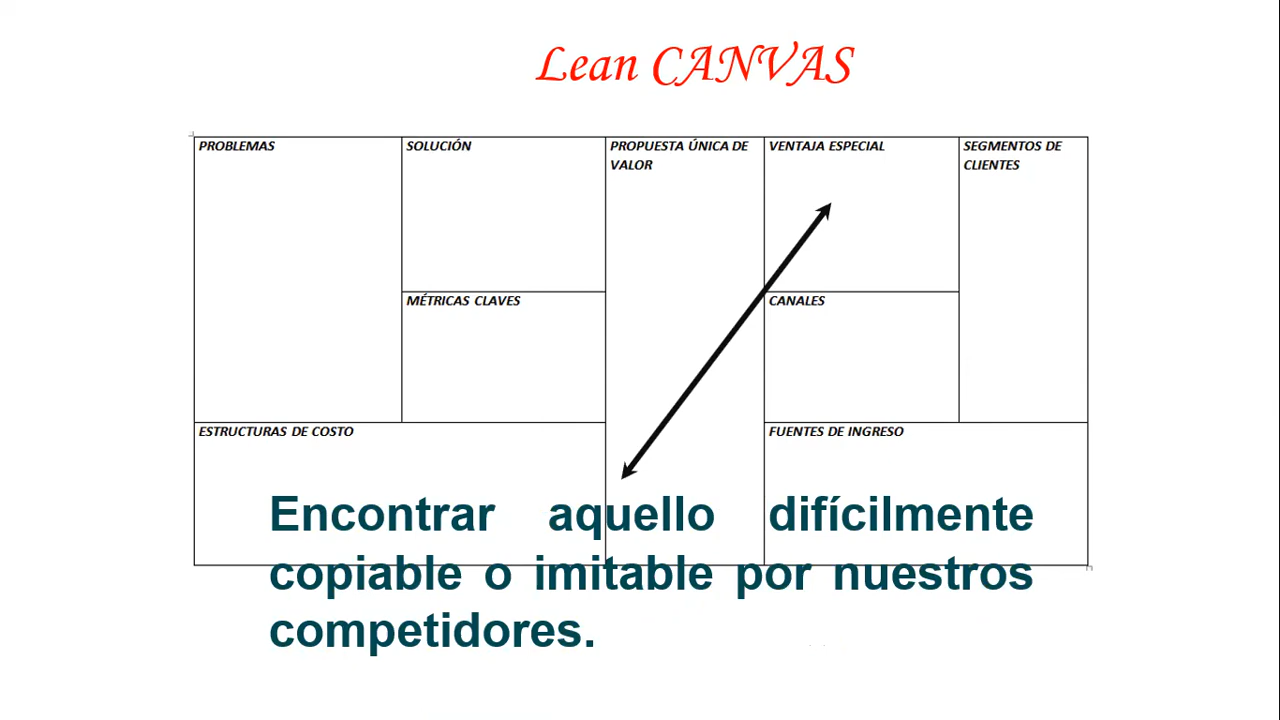 Lean CANVAS
PROBLEMAS
SOLUCIÓN
PROPUESTA ÚNICA DE
VALOR
VENTAJA ESPECIAL
SEGMENTOS DE
CLIENTES
MÉTRICAS CLAVES
CANALES
ESTRUCTURAS DE COSTO
FUENTES DE INGRESO
Encontrar aquello difícilmente
copiable o imitable por nuestros
competidores.